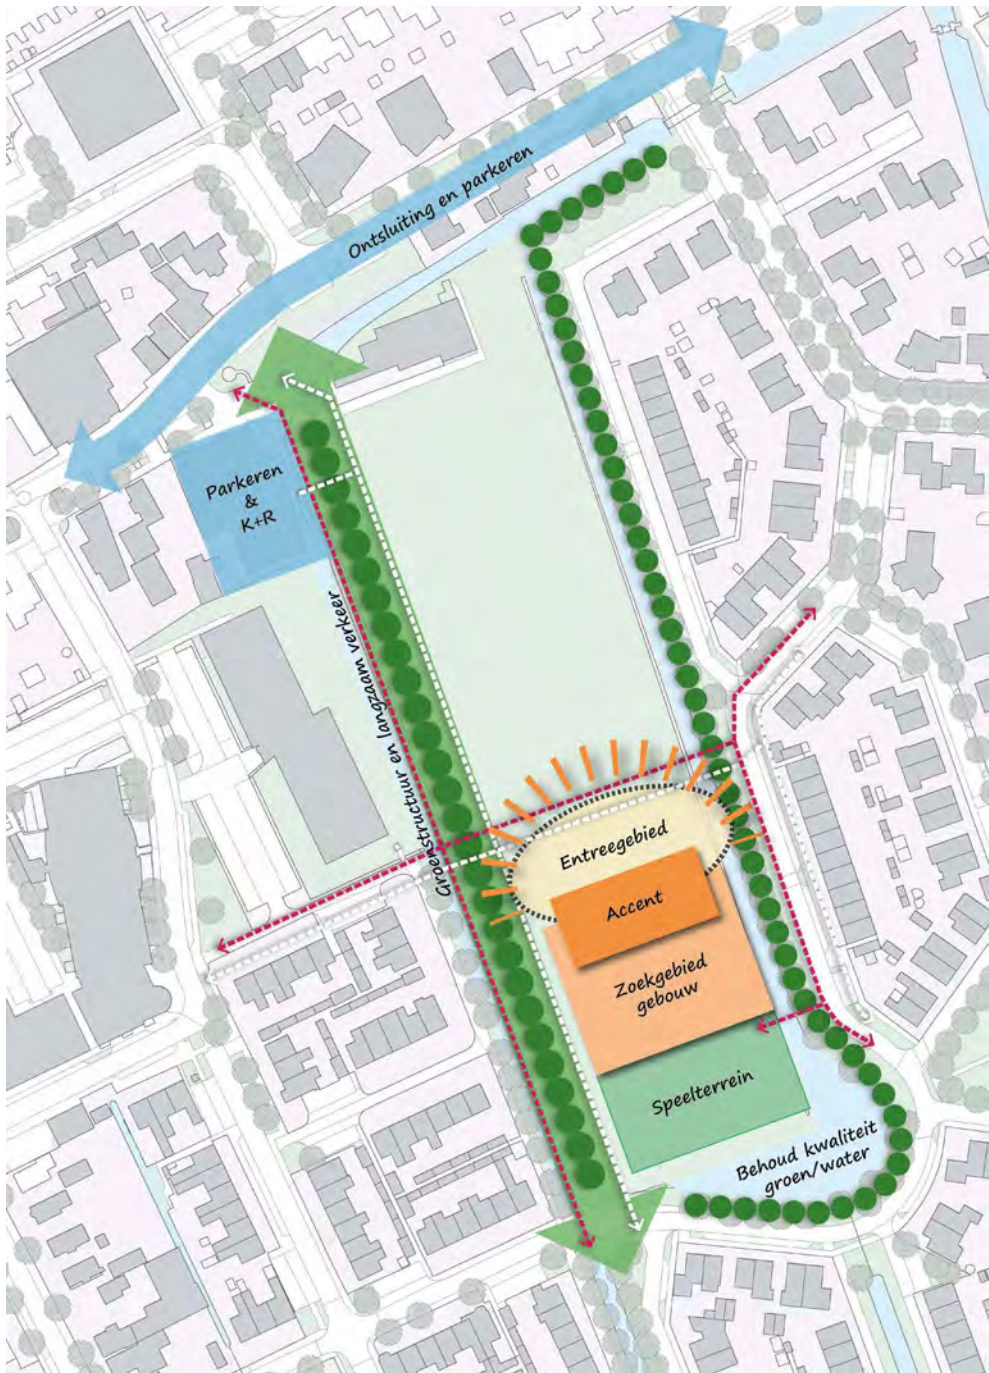 Ontsluiting en parkeren
Parkeren
&
K+R
Groenstructuur en langzaam verkeer
Entreegebied
Accent
Zoekgebied
gebouw
Speelterrein
Behoud kwaliteit
groen/water